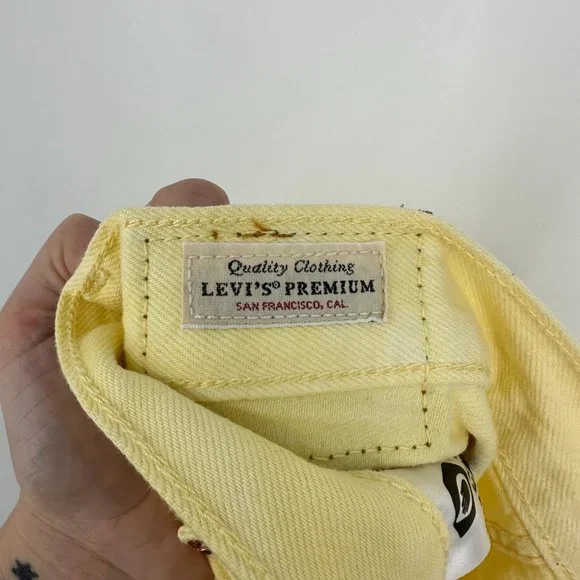 Quality Clothing
LEVI'S® PREMIUM
SAN FRANCISCO, CAL.